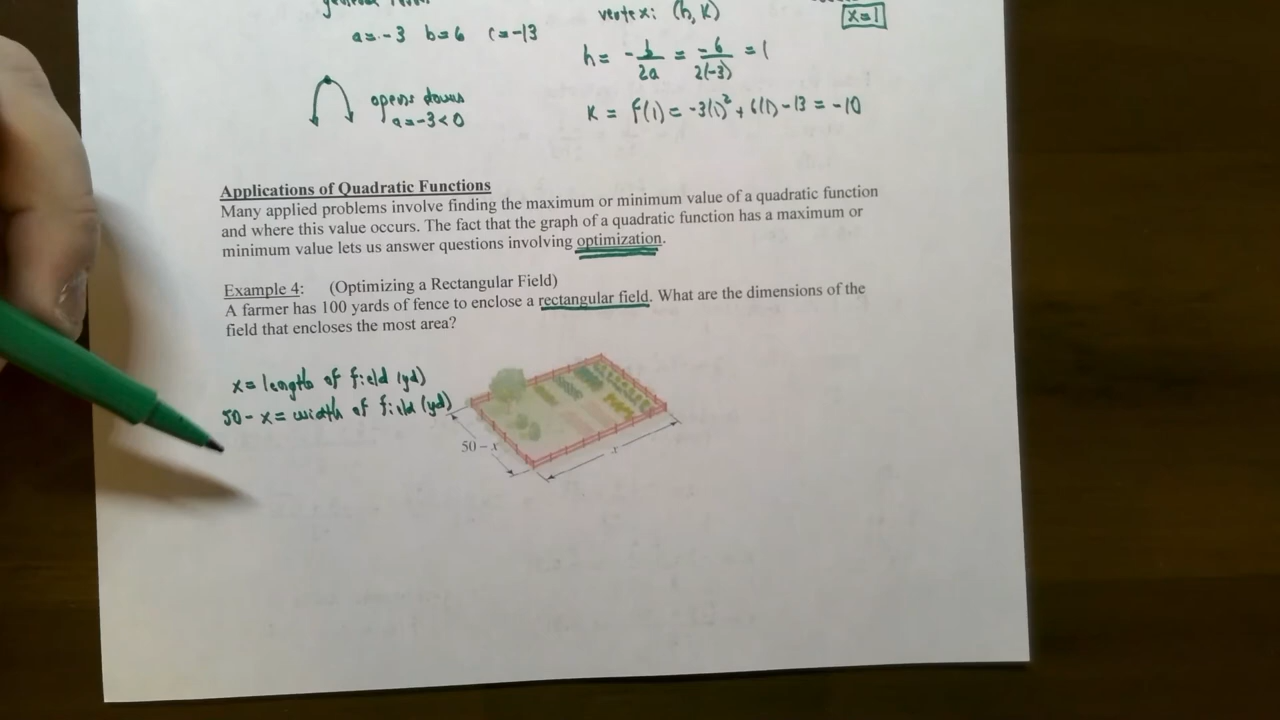 vertex: (h, k)
x=1
a=-3 b=6 c=-13
h = -b/2a = -6/2(-3) = 1
opens down
a=-3<0
k = f(1) = -3(1)² + 6(1) - 13 = -10
Applications of Quadratic Functions
Many applied problems involve finding the maximum or minimum value of a quadratic function
and where this value occurs. The fact that the graph of a quadratic function has a maximum or
minimum value lets us answer questions involving optimization.
Example 4: (Optimizing a Rectangular Field)
A farmer has 100 yards of fence to enclose a rectangular field. What are the dimensions of the
field that encloses the most area?
x = length of field (yd)
50 - x = width of field (yd)
50 – x
x